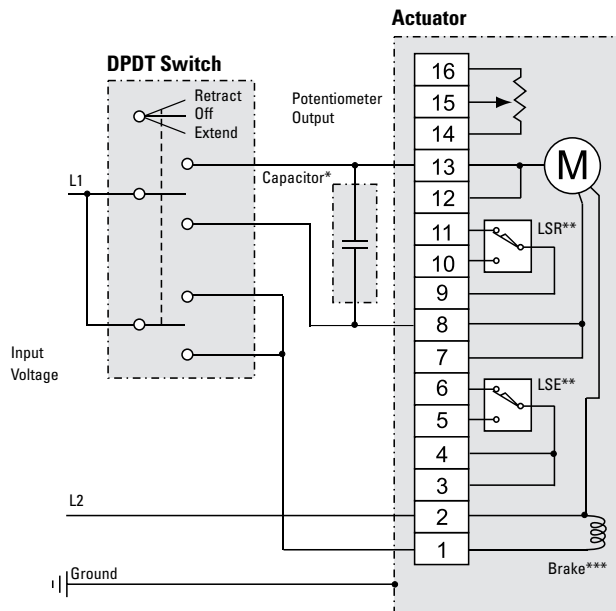 Actuator
DPDT Switch
Retract
Off
Extend
Potentiometer
Output
Capacitor*
L1
Input
Voltage
L2
Ground
16
15
14
13
12
11
10
9
8
7
6
5
4
3
2
1
M
LSR**
LSE**
Brake***